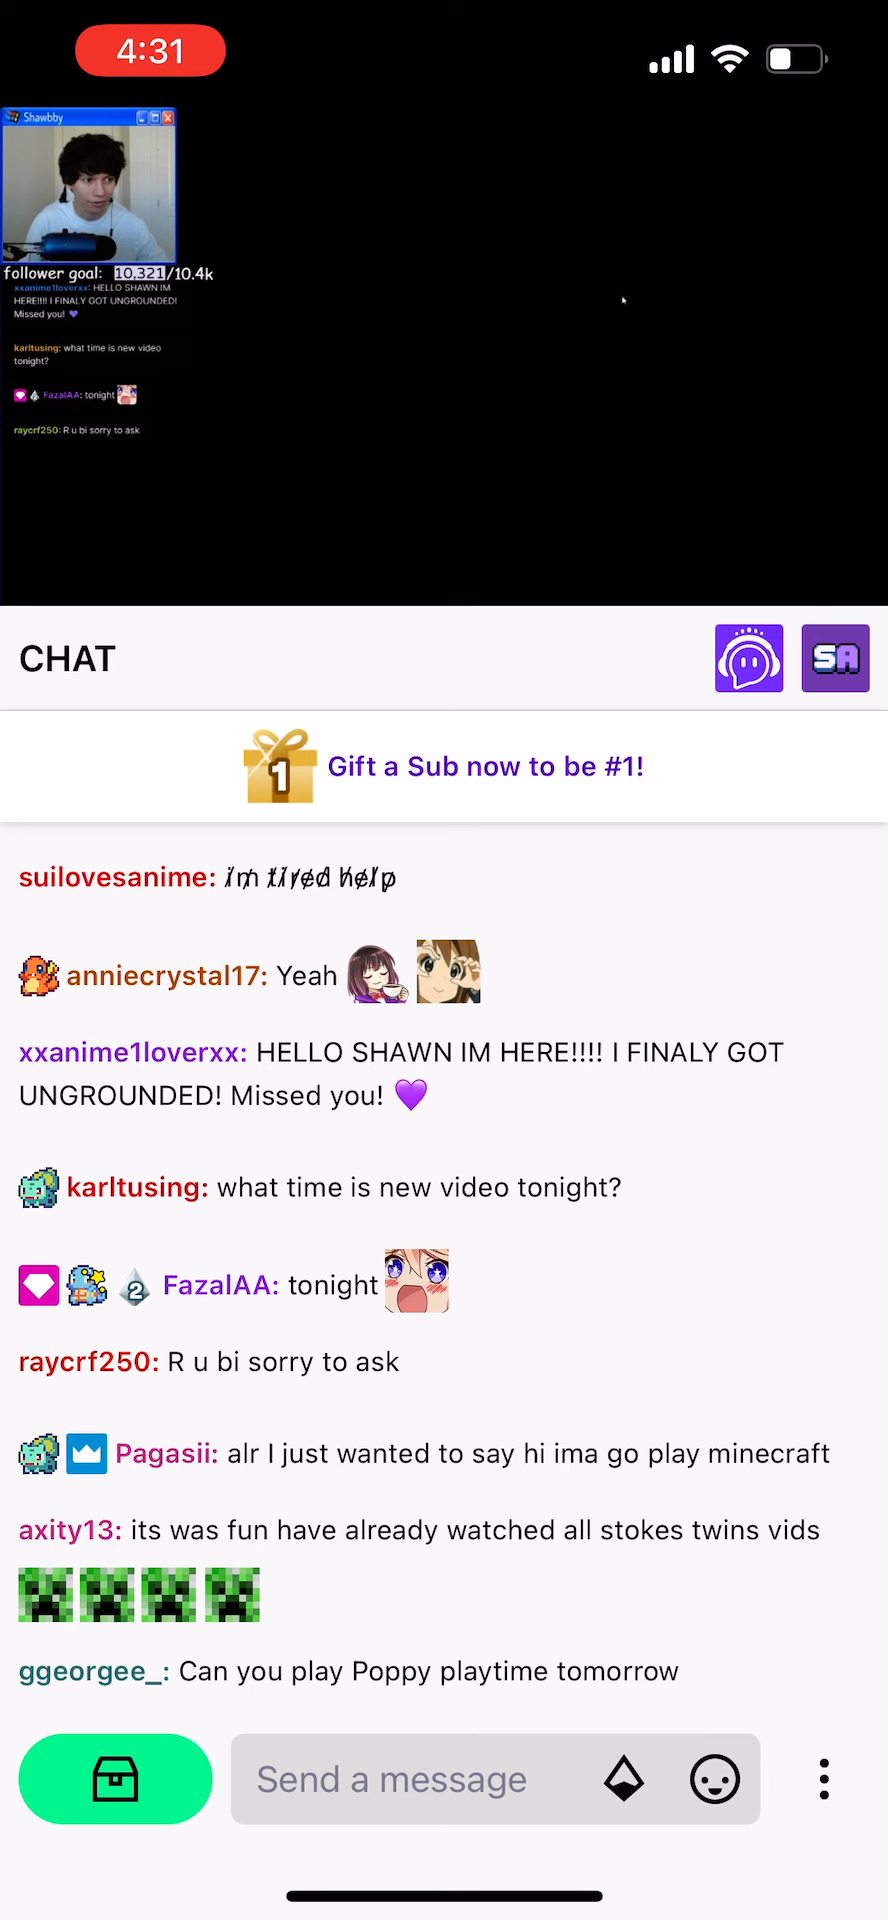 4:31
Shawbby
follower goal: 10,321/10.4k
xxanime1loverxx: HELLO SHAWN IM
HERE!!!! I FINALY GOT UNGROUNDED!
Missed you! 💜
karltusing: what time is new video
tonight?
FazalAA: tonight
raycrf250: R u bi sorry to ask
CHAT
SA
1 Gift a Sub now to be #1!
suilovesanime: im tired help
anniecrystal17: Yeah
xxanime1loverxx: HELLO SHAWN IM HERE!!!! I FINALY GOT
UNGROUNDED! Missed you! 💜
karltusing: what time is new video tonight?
2 FazalAA: tonight
raycrf250: R u bi sorry to ask
Pagasii: alr I just wanted to say hi ima go play minecraft
axity13: its was fun have already watched all stokes twins vids
ggeorgee_: Can you play Poppy playtime tomorrow
Send a message